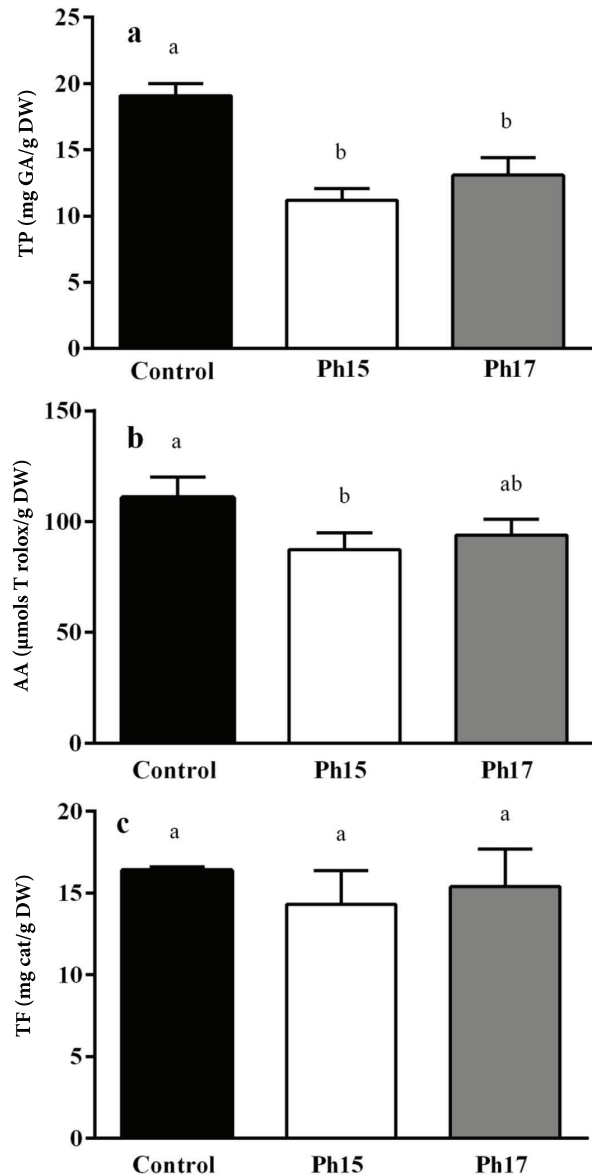 25
a
a
20
b
b
15
10
5
0
TP (mg GA/g DW)
Control Ph15 Ph17
150
b
a
b
ab
100
50
0
AA (µmols T rolox/g DW)
Control Ph15 Ph17
20
c
a
a
a
15
10
5
0
TF (mg cat/g DW)
Control Ph15 Ph17